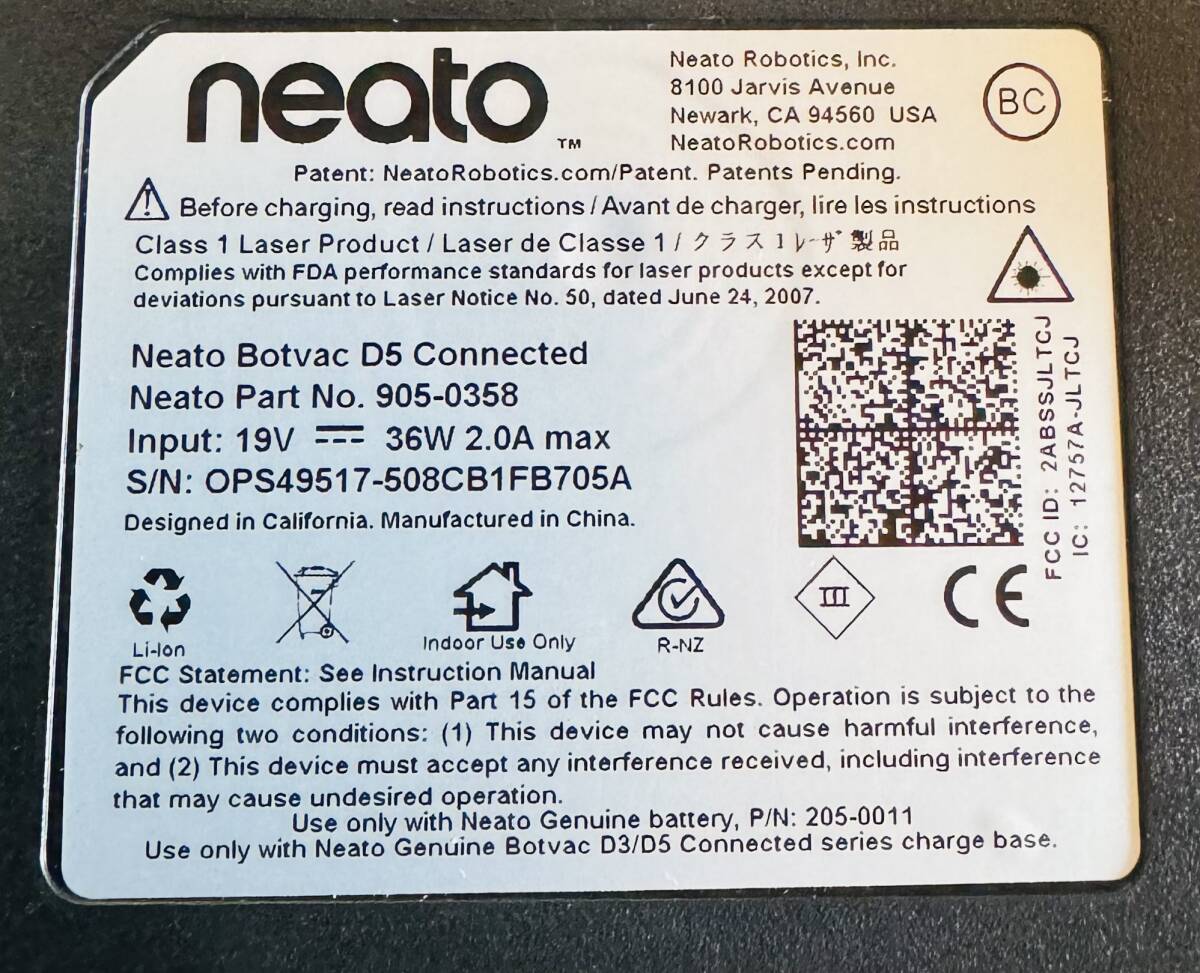 neato™
Neato Robotics, Inc.
8100 Jarvis Avenue
Newark, CA 94560 USA
NeatoRobotics.com
BC
Patent: NeatoRobotics.com/Patent. Patents Pending.
Before charging, read instructions / Avant de charger, lire les instructions
Class 1 Laser Product / Laser de Classe 1 / クラス1レーザ製品
Complies with FDA performance standards for laser products except for
deviations pursuant to Laser Notice No. 50, dated June 24, 2007.
Neato Botvac D5 Connected
Neato Part No. 905-0358
Input: 19V ⎓ 36W 2.0A max
S/N: OPS49517-508CB1FB705A
Designed in California. Manufactured in China.
FCC ID: 2ABSSJLTCJ
IC: 12757A-JLTCJ
Li-Ion
Indoor Use Only
R-NZ
III
CE
FCC Statement: See Instruction Manual
This device complies with Part 15 of the FCC Rules. Operation is subject to the
following two conditions: (1) This device may not cause harmful interference,
and (2) This device must accept any interference received, including interference
that may cause undesired operation.
Use only with Neato Genuine battery, P/N: 205-0011
Use only with Neato Genuine Botvac D3/D5 Connected series charge base.